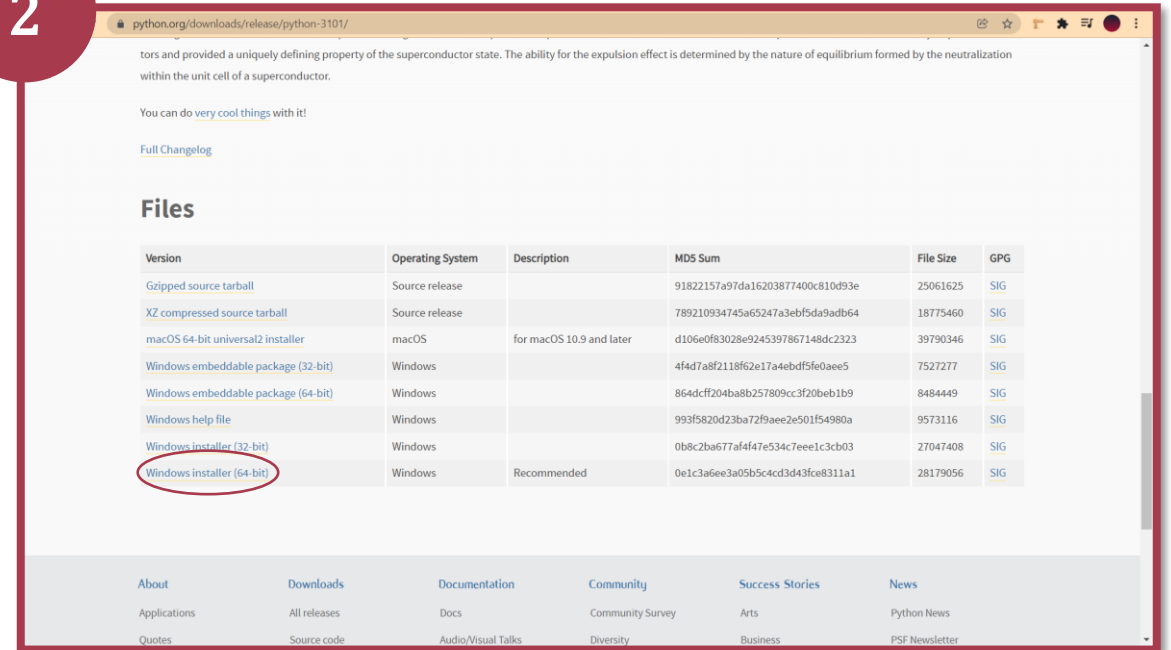 2
python.org/downloads/release/python-3101/
tors and provided a uniquely defining property of the superconductor state. The ability for the expulsion effect is determined by the nature of equilibrium formed by the neutralization
within the unit cell of a superconductor.
You can do very cool things with it!
Full Changelog
Files
Version Operating System Description MD5 Sum File Size GPG
Gzipped source tarball Source release 91822157a97da16203877400c810d93e 25061625 SIG
XZ compressed source tarball Source release 789210934745a65247a3ebf5da9adb64 18775460 SIG
macOS 64-bit universal2 installer macOS for macOS 10.9 and later d106e0f83028e9245397867148dc2323 39790346 SIG
Windows embeddable package (32-bit) Windows 4f4d7a8f2118f62e17a4ebdf5fe0aee5 7527277 SIG
Windows embeddable package (64-bit) Windows 864dcff204ba8b257809cc3f20beb1b9 8484449 SIG
Windows help file Windows 993f5820d23ba72f9aee2e501f54980a 9573116 SIG
Windows installer (32-bit) Windows 0b8c2ba677af4f47e534c7eee1c3cb03 27047408 SIG
Windows installer (64-bit) Windows Recommended 0e1c3a6ee3a05b5c4cd3d43fce8311a1 28179056 SIG
About Downloads Documentation Community Success Stories News
Applications All releases Docs Community Survey Arts Python News
Quotes Source code Audio/Visual Talks Diversity Business PSF Newsletter